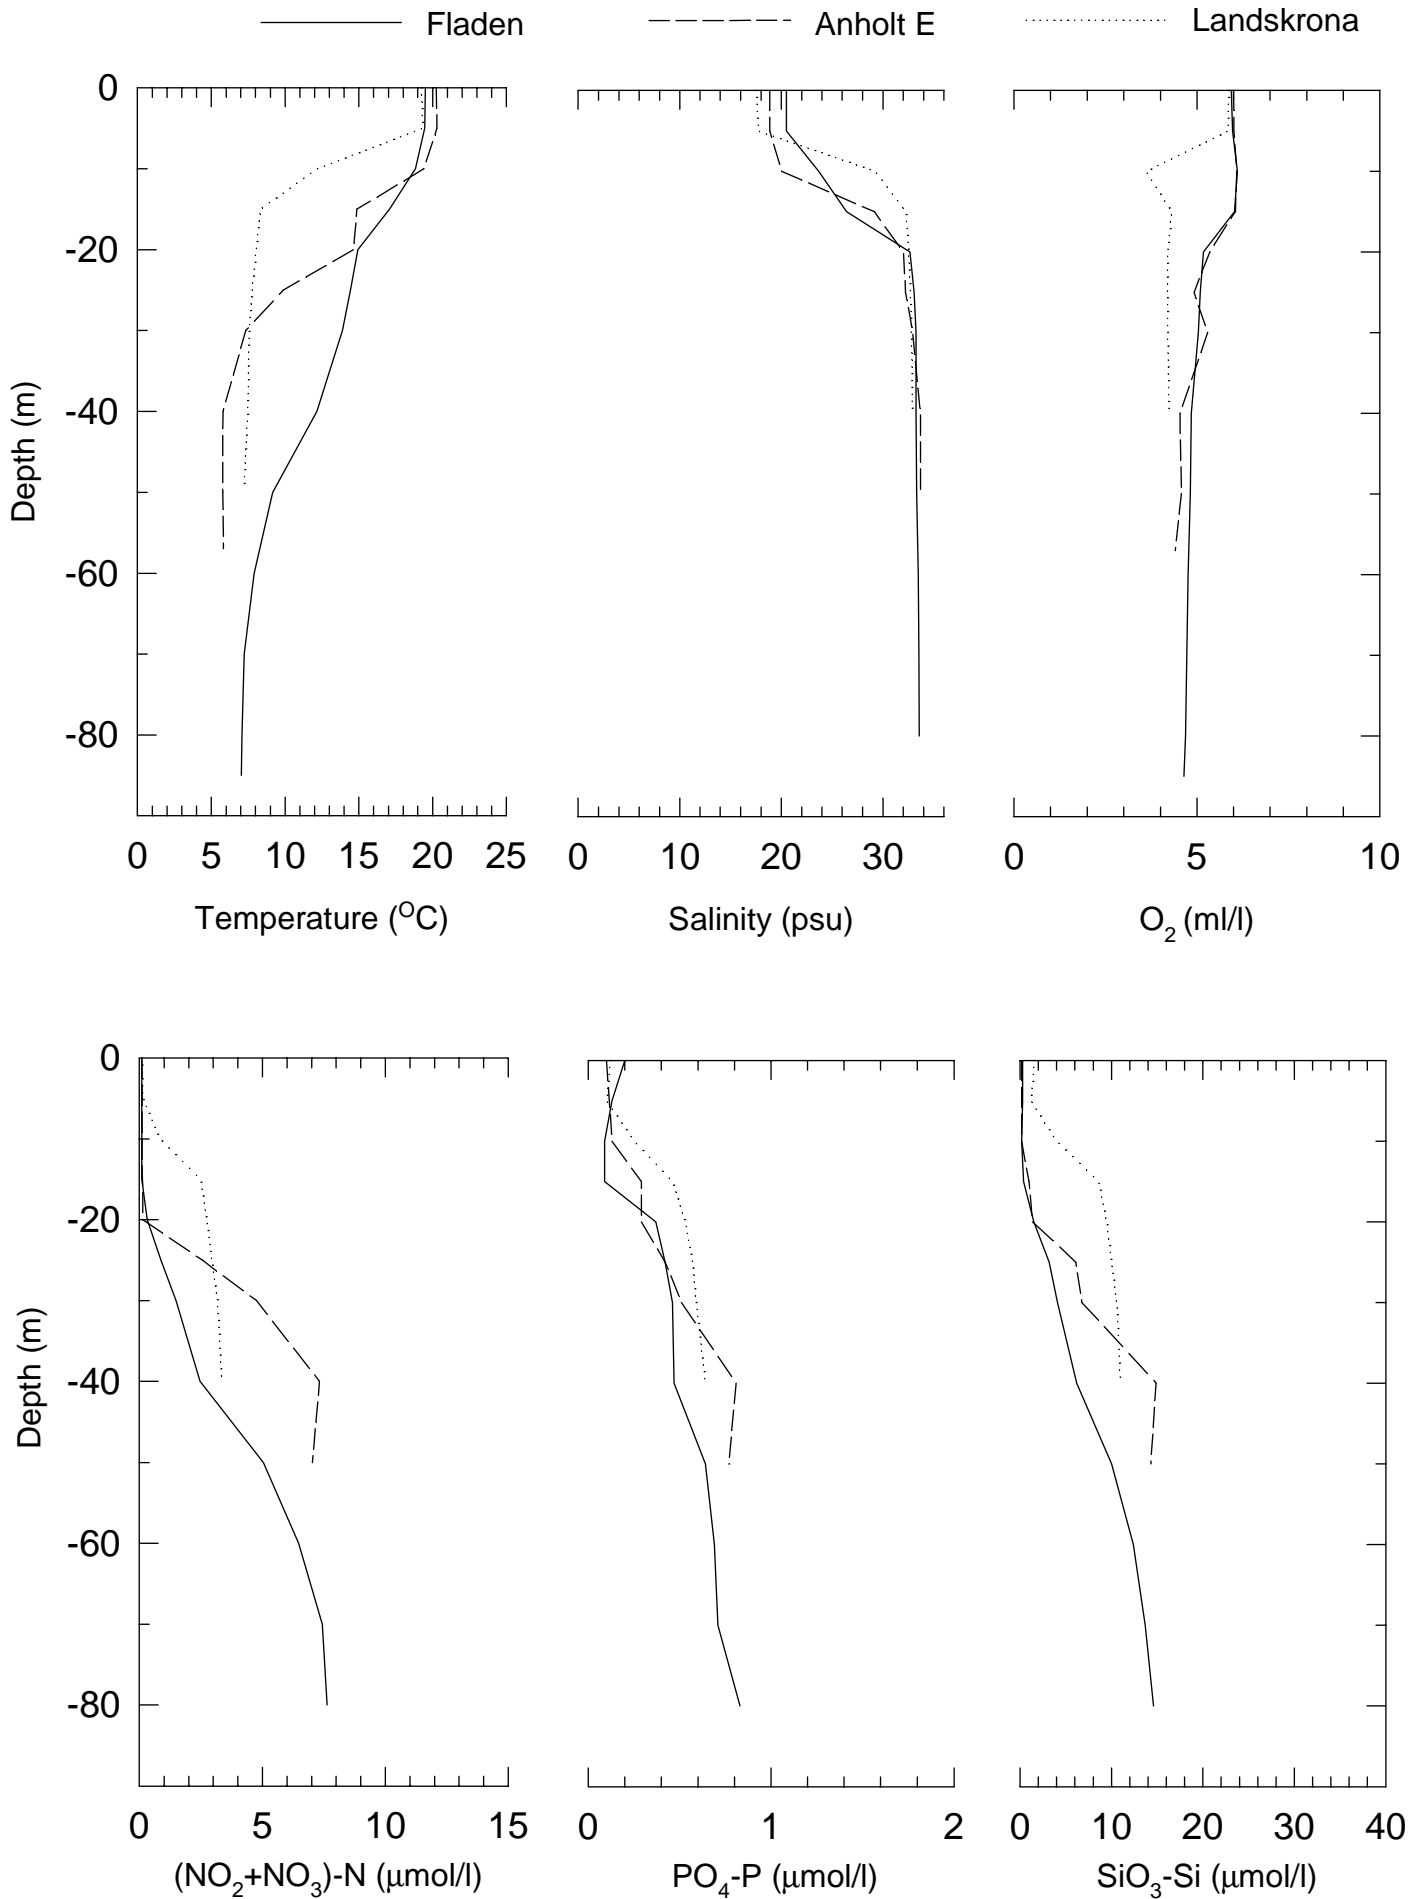 Fladen Anholt E Landskrona
0
-20
-40
-60
-80
Depth (m)
0 5 10 15 20 25 0 10 20 30 0 5 10
Temperature (OC) Salinity (psu) O2 (ml/l)
0
-20
-40
-60
-80
Depth (m)
0 5 10 15 0 1 2 0 10 20 30 40
(NO2+NO3)-N (μmol/l) PO4-P (μmol/l) SiO3-Si (μmol/l)